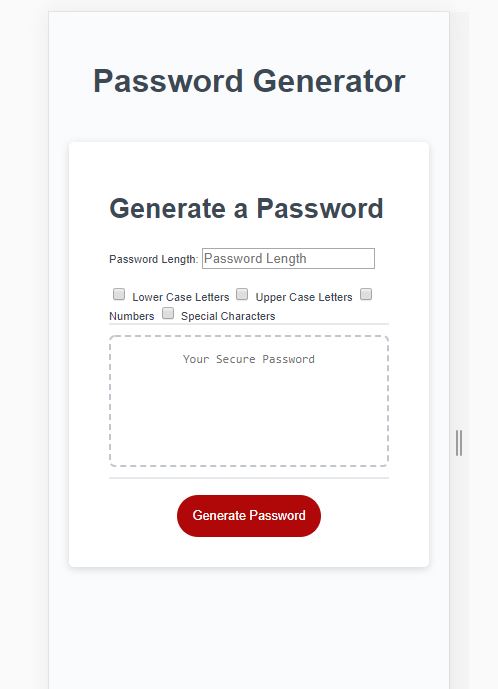 Password Generator
Generate a Password
Password Length: Password Length
Lower Case Letters Upper Case Letters
Numbers Special Characters
Your Secure Password
Generate Password